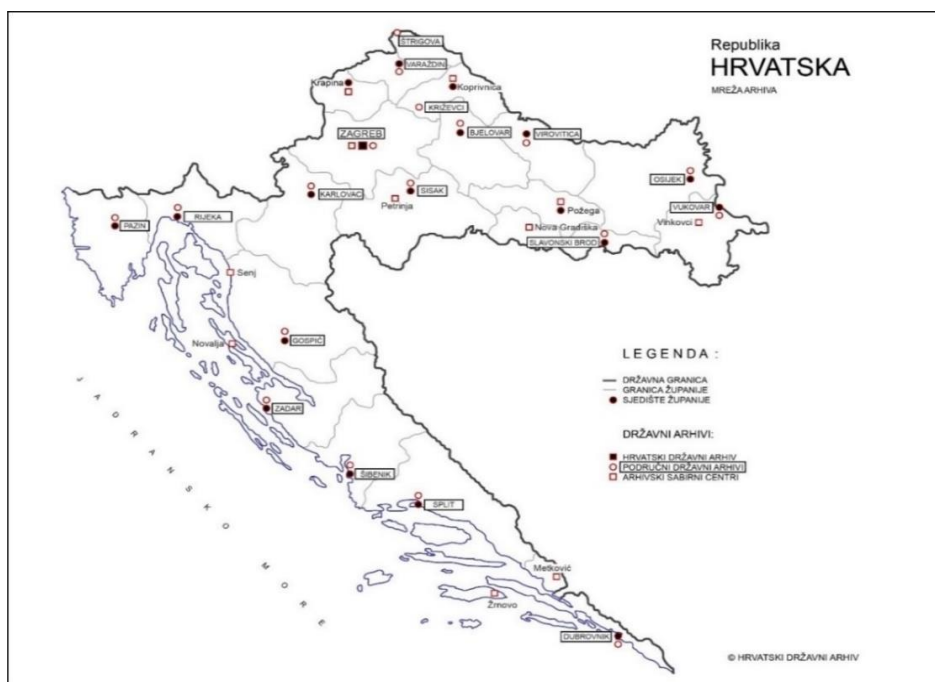 Republika
HRVATSKA
MREŽA ARHIVA
ŠTRIGOVA
VARAŽDIN
Krapina
Koprivnica
KRIŽEVCI
ZAGREB
BJELOVAR
VIROVITICA
OSIJEK
KARLOVAC
SISAK
Petrinja
Požega
VUKOVAR
Vinkovci
Nova Gradiška
SLAVONSKI BROD
PAZIN
RIJEKA
Senj
Novalja
GOSPIĆ
ZADAR
ŠIBENIK
SPLIT
Metković
Žrnovo
DUBROVNIK
JADRANSKO MORE
LEGENDA :
DRŽAVNA GRANICA
GRANICA ŽUPANIJE
SJEDIŠTE ŽUPANIJE
DRŽAVNI ARHIVI:
HRVATSKI DRŽAVNI ARHIV
PODRUČNI DRŽAVNI ARHIVI
ARHIVSKI SABIRNI CENTRI
© HRVATSKI DRŽAVNI ARHIV